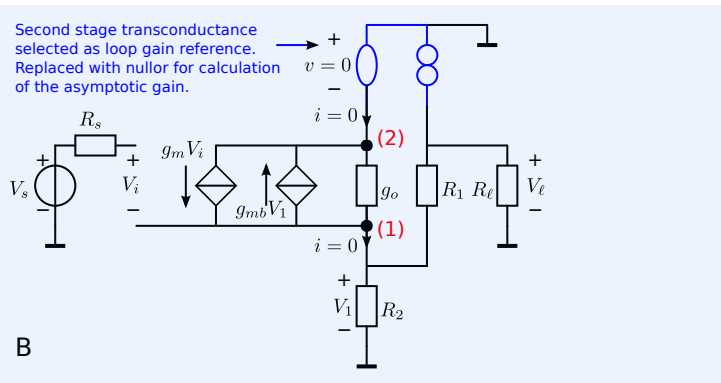 Second stage transconductance
selected as loop gain reference.
Replaced with nullor for calculation
of the asymptotic gain.
+
v = 0
−
i = 0
(2)
R_s
+
V_s
−
+
V_i
−
g_m V_i
g_mb V_1
g_o
R_1
R_ℓ
+
V_ℓ
−
(1)
i = 0
+
V_1
−
R_2
B